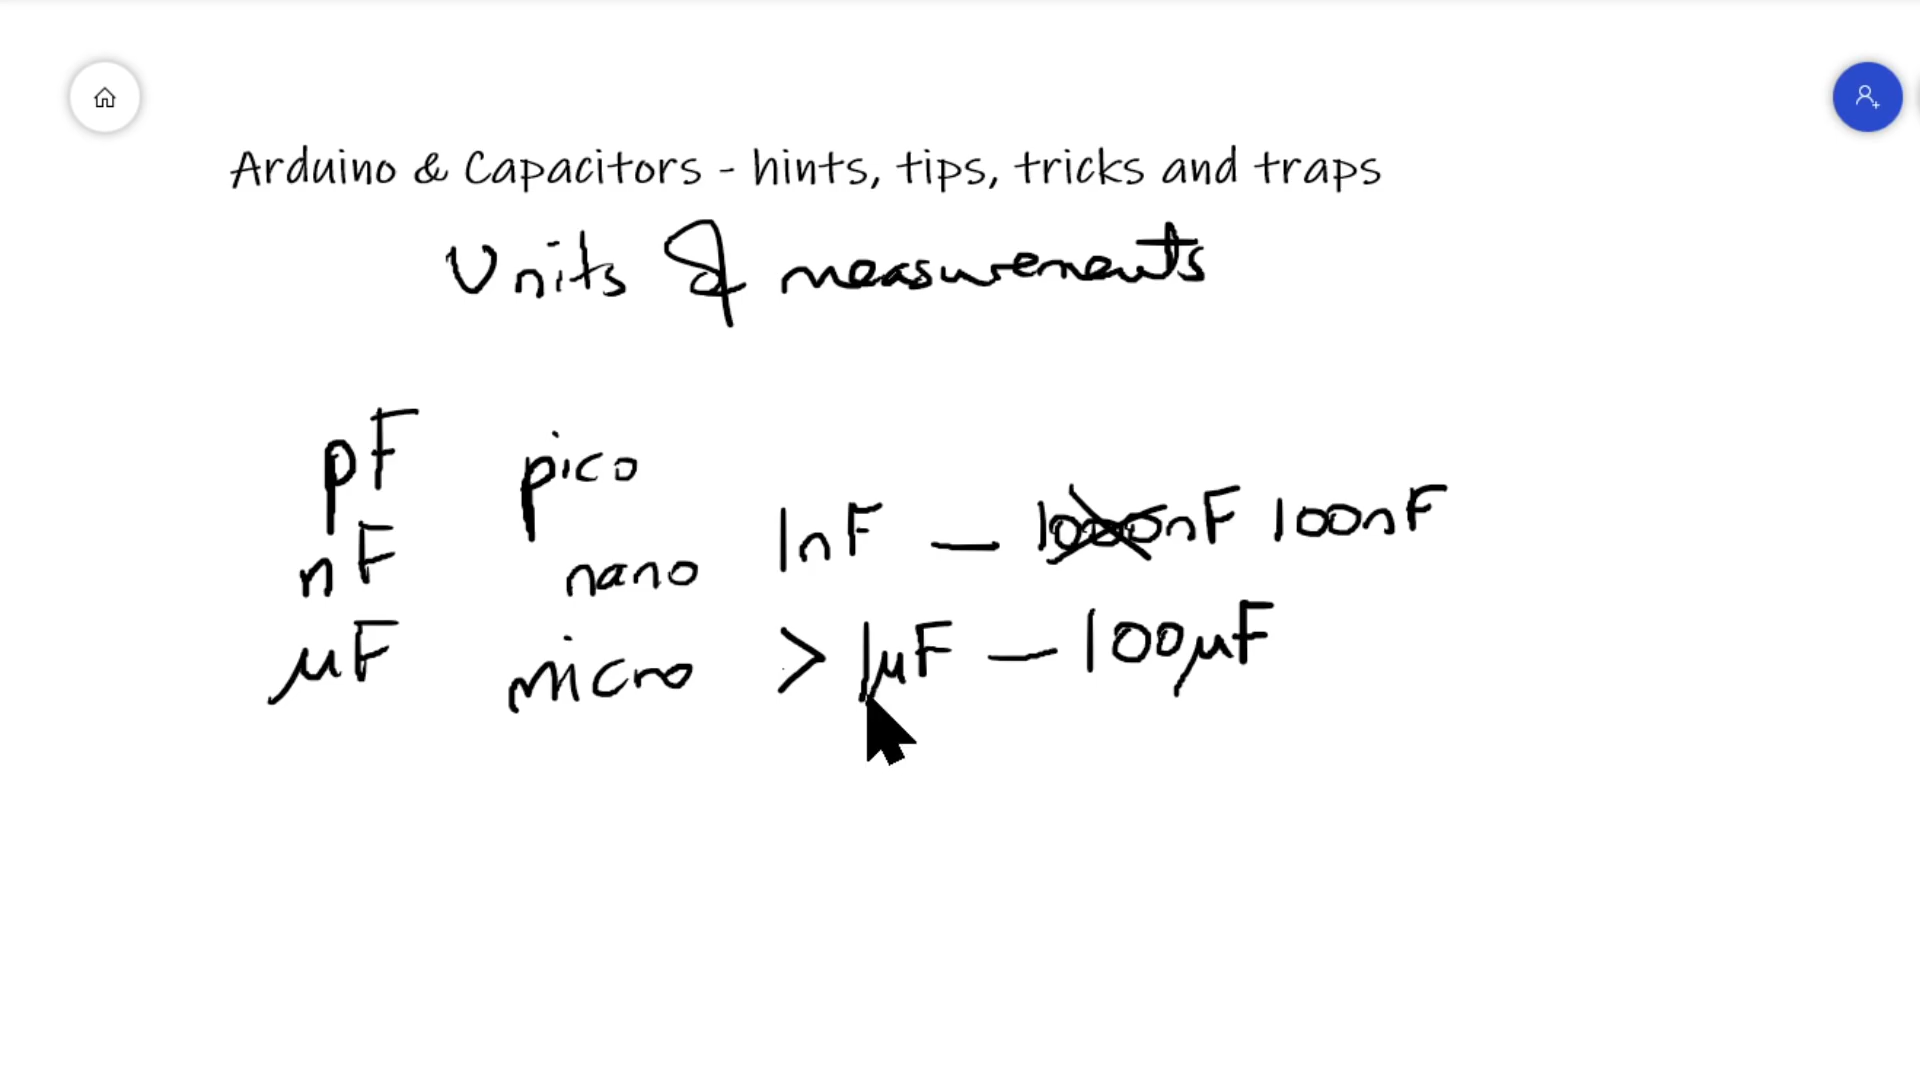 Arduino & Capacitors - hints, tips, tricks and traps
Units & measurements
pF pico
nF nano 1nF — 1000nF 100nF
µF micro > 1µF — 100µF